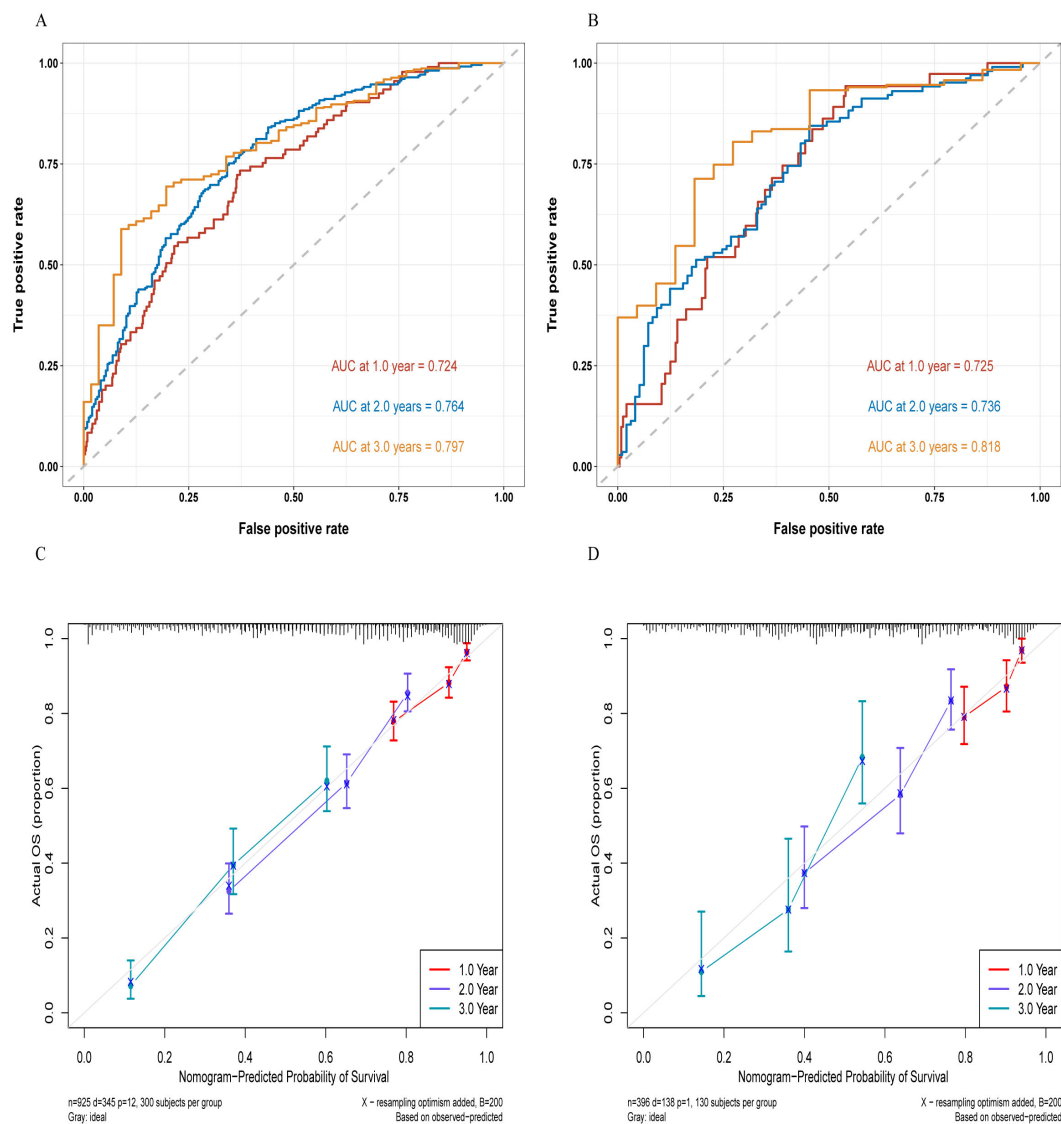 A
1.00
0.75
0.50
0.25
0.00
True positive rate
AUC at 1.0 year = 0.724
AUC at 2.0 years = 0.764
AUC at 3.0 years = 0.797
0.00 0.25 0.50 0.75 1.00
False positive rate
B
1.00
0.75
0.50
0.25
0.00
True positive rate
AUC at 1.0 year = 0.725
AUC at 2.0 years = 0.736
AUC at 3.0 years = 0.818
0.00 0.25 0.50 0.75 1.00
False positive rate
C
1.0
0.8
0.6
0.4
0.2
0.0
Actual OS (proportion)
1.0 Year
2.0 Year
3.0 Year
0.0 0.2 0.4 0.6 0.8 1.0
Nomogram−Predicted Probability of Survival
n=925 d=345 p=12, 300 subjects per group
Gray: ideal
X − resampling optimism added, B=200
Based on observed−predicted
D
1.0
0.8
0.6
0.4
0.2
0.0
Actual OS (proportion)
1.0 Year
2.0 Year
3.0 Year
0.0 0.2 0.4 0.6 0.8 1.0
Nomogram−Predicted Probability of Survival
n=396 d=138 p=1, 130 subjects per group
Gray: ideal
X − resampling optimism added, B=200
Based on observed−predicted